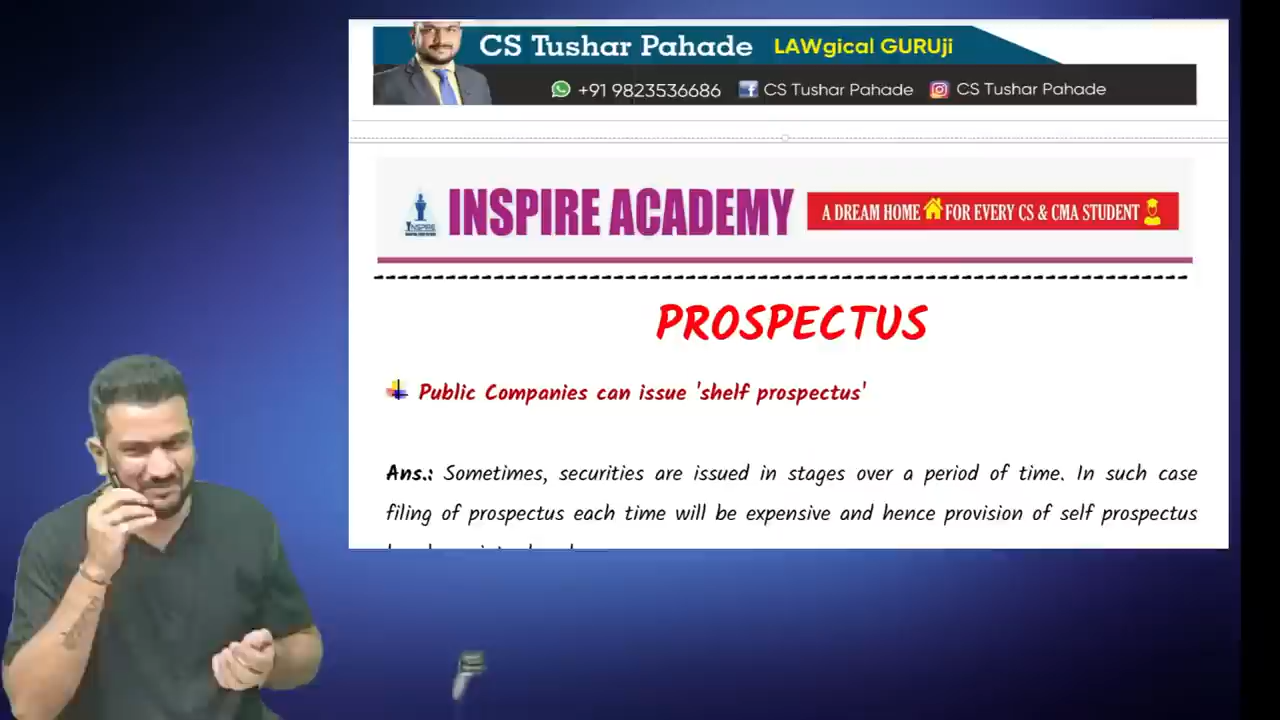 CS Tushar Pahade LAWgical GURUji
+91 9823536686 CS Tushar Pahade CS Tushar Pahade
INSPIRE
INSPIRE ACADEMY A DREAM HOME FOR EVERY CS & CMA STUDENT
PROSPECTUS
Public Companies can issue 'shelf prospectus'
Ans.: Sometimes, securities are issued in stages over a period of time. In such case
filing of prospectus each time will be expensive and hence provision of self prospectus